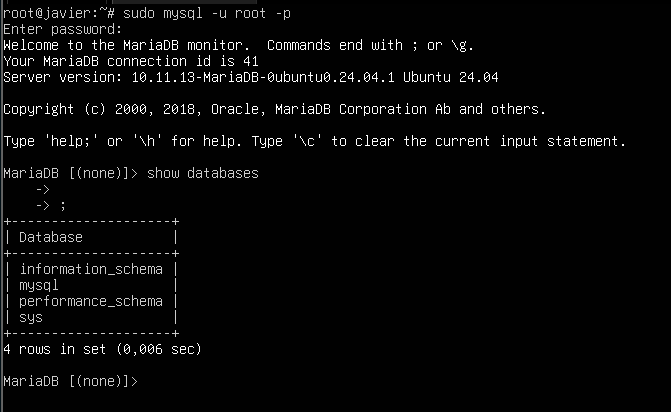 root@javier:~# sudo mysql -u root -p
Enter password:
Welcome to the MariaDB monitor.  Commands end with ; or \g.
Your MariaDB connection id is 41
Server version: 10.11.13-MariaDB-0ubuntu0.24.04.1 Ubuntu 24.04
Copyright (c) 2000, 2018, Oracle, MariaDB Corporation Ab and others.
Type 'help;' or '\h' for help. Type '\c' to clear the current input statement.
MariaDB [(none)]> show databases
    ->
    -> ;
+--------------------+
| Database           |
+--------------------+
| information_schema |
| mysql              |
| performance_schema |
| sys                |
+--------------------+
4 rows in set (0,006 sec)
MariaDB [(none)]>